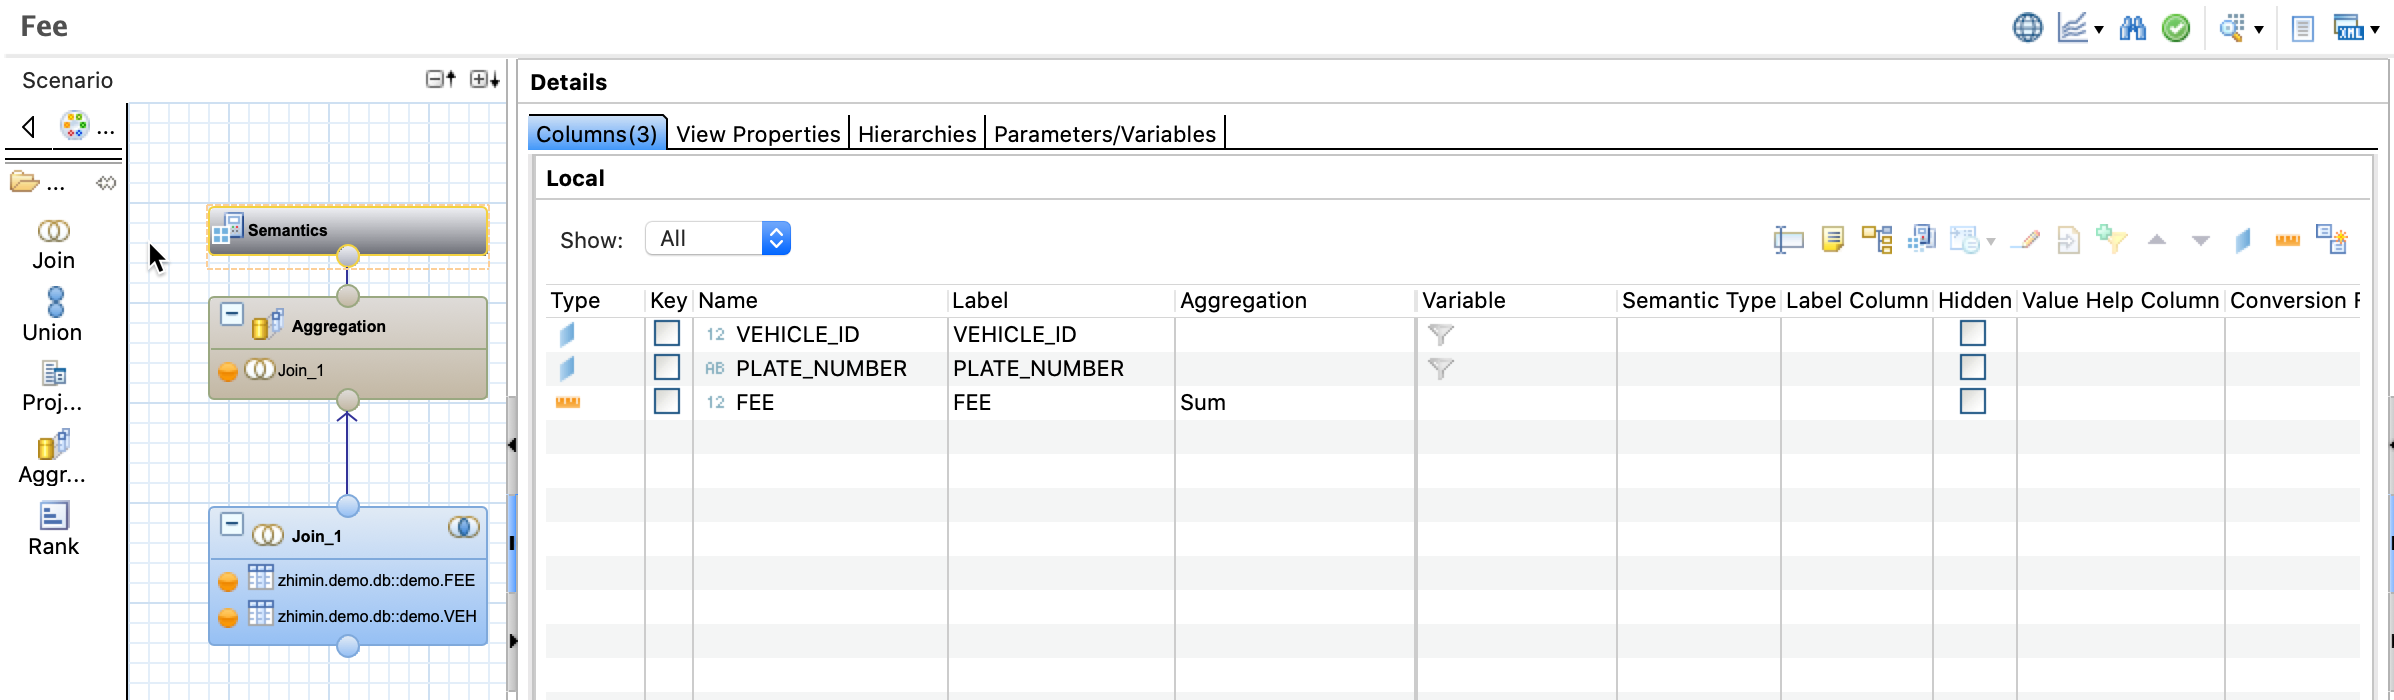 Fee
XML
Scenario
...
...
Join
Union
Proj...
Aggr...
Rank
Semantics
Aggregation
Join_1
Join_1
zhimin.demo.db::demo.FEE
zhimin.demo.db::demo.VEH
Details
Columns(3) View Properties Hierarchies Parameters/Variables
Local
Show: All
Type Key Name Label Aggregation Variable Semantic Type Label Column Hidden Value Help Column Conversion F
12 VEHICLE_ID VEHICLE_ID
AB PLATE_NUMBER PLATE_NUMBER
12 FEE FEE Sum